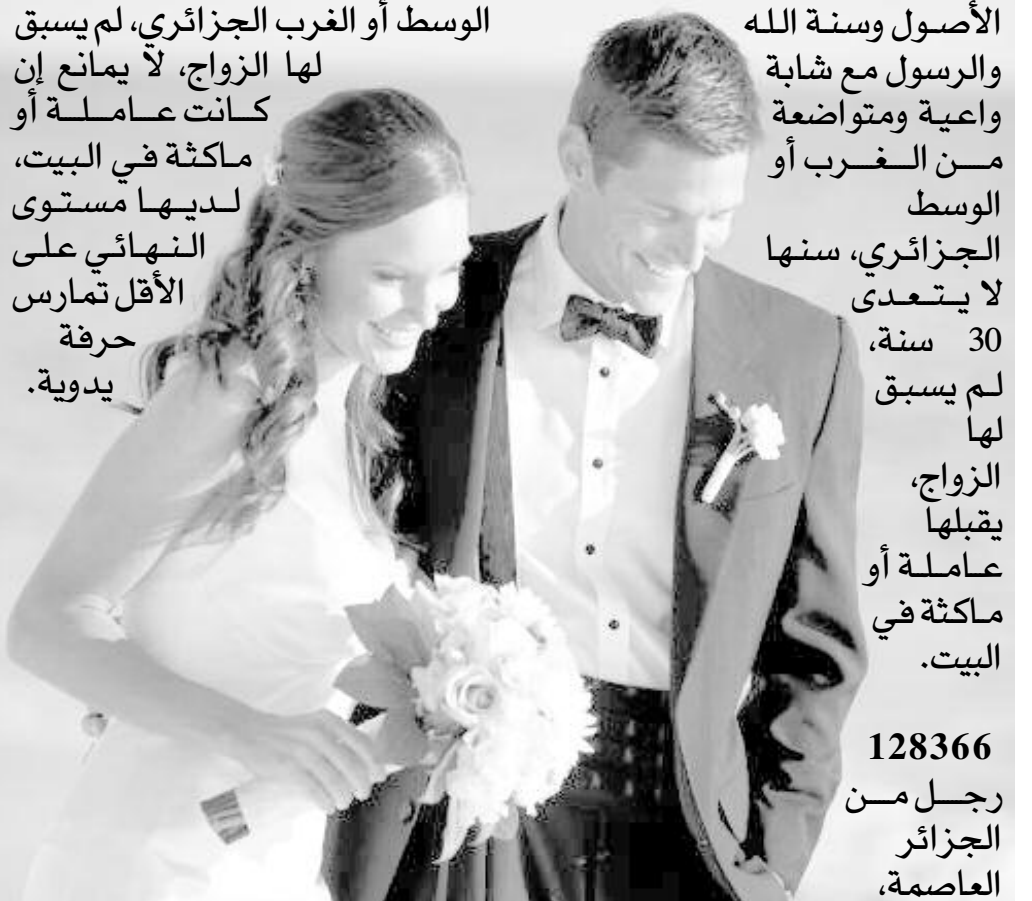 الأصول وسنة الله
والرسول مع شابة
واعية ومتواضعة
من الغرب أو
الوسط
الجزائري، سنها
لا يتعدى
30 سنة،
لم يسبق
لها
الزواج،
يقبلها
عاملة أو
ماكثة في
البيت.
128366
رجل من
الجزائر
العاصمة،
الوسط أو الغرب الجزائري، لم يسبق
لها الزواج، لا يمانع إن
كانت عاملة أو
ماكثة في البيت،
لديها مستوى
النهائي على
الأقل تمارس
حرفة
يدوية.